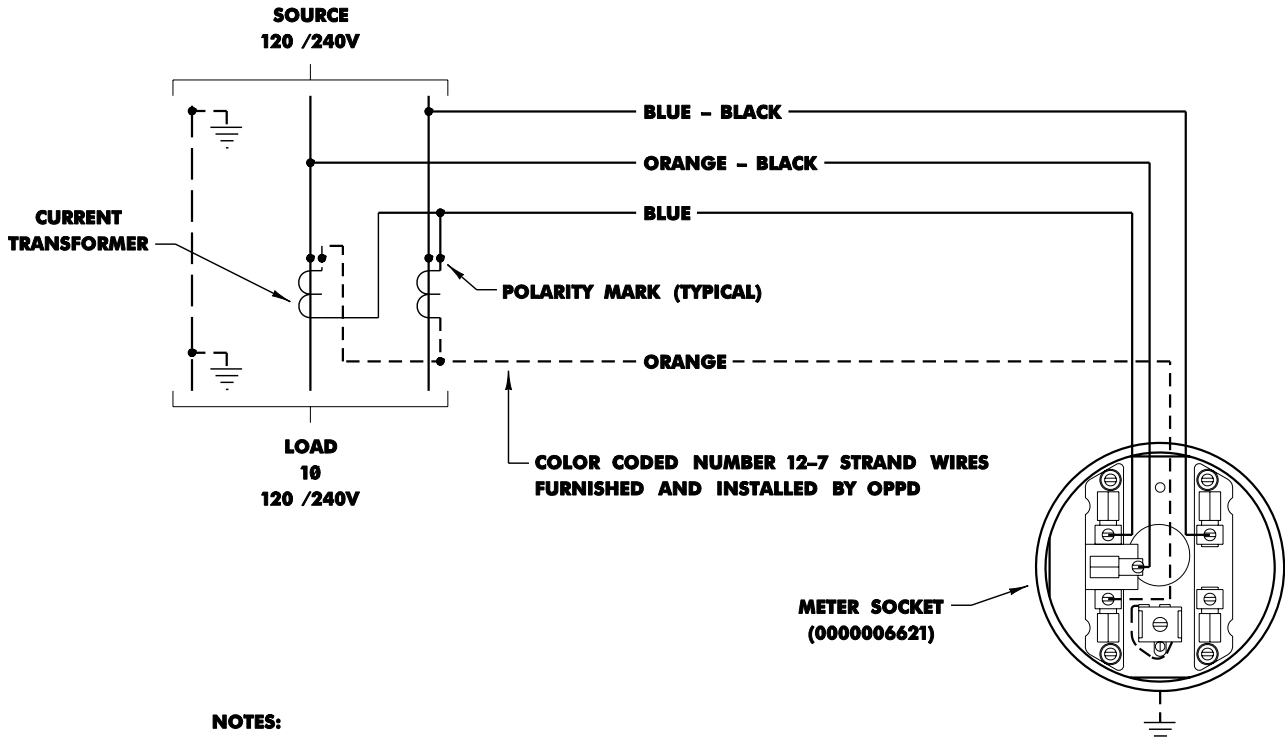 SOURCE
120 /240V
BLUE – BLACK
ORANGE – BLACK
BLUE
CURRENT
TRANSFORMER
POLARITY MARK (TYPICAL)
ORANGE
LOAD
10
120 /240V
COLOR CODED NUMBER 12–7 STRAND WIRES
FURNISHED AND INSTALLED BY OPPD
METER SOCKET
(0000006621)
NOTES: